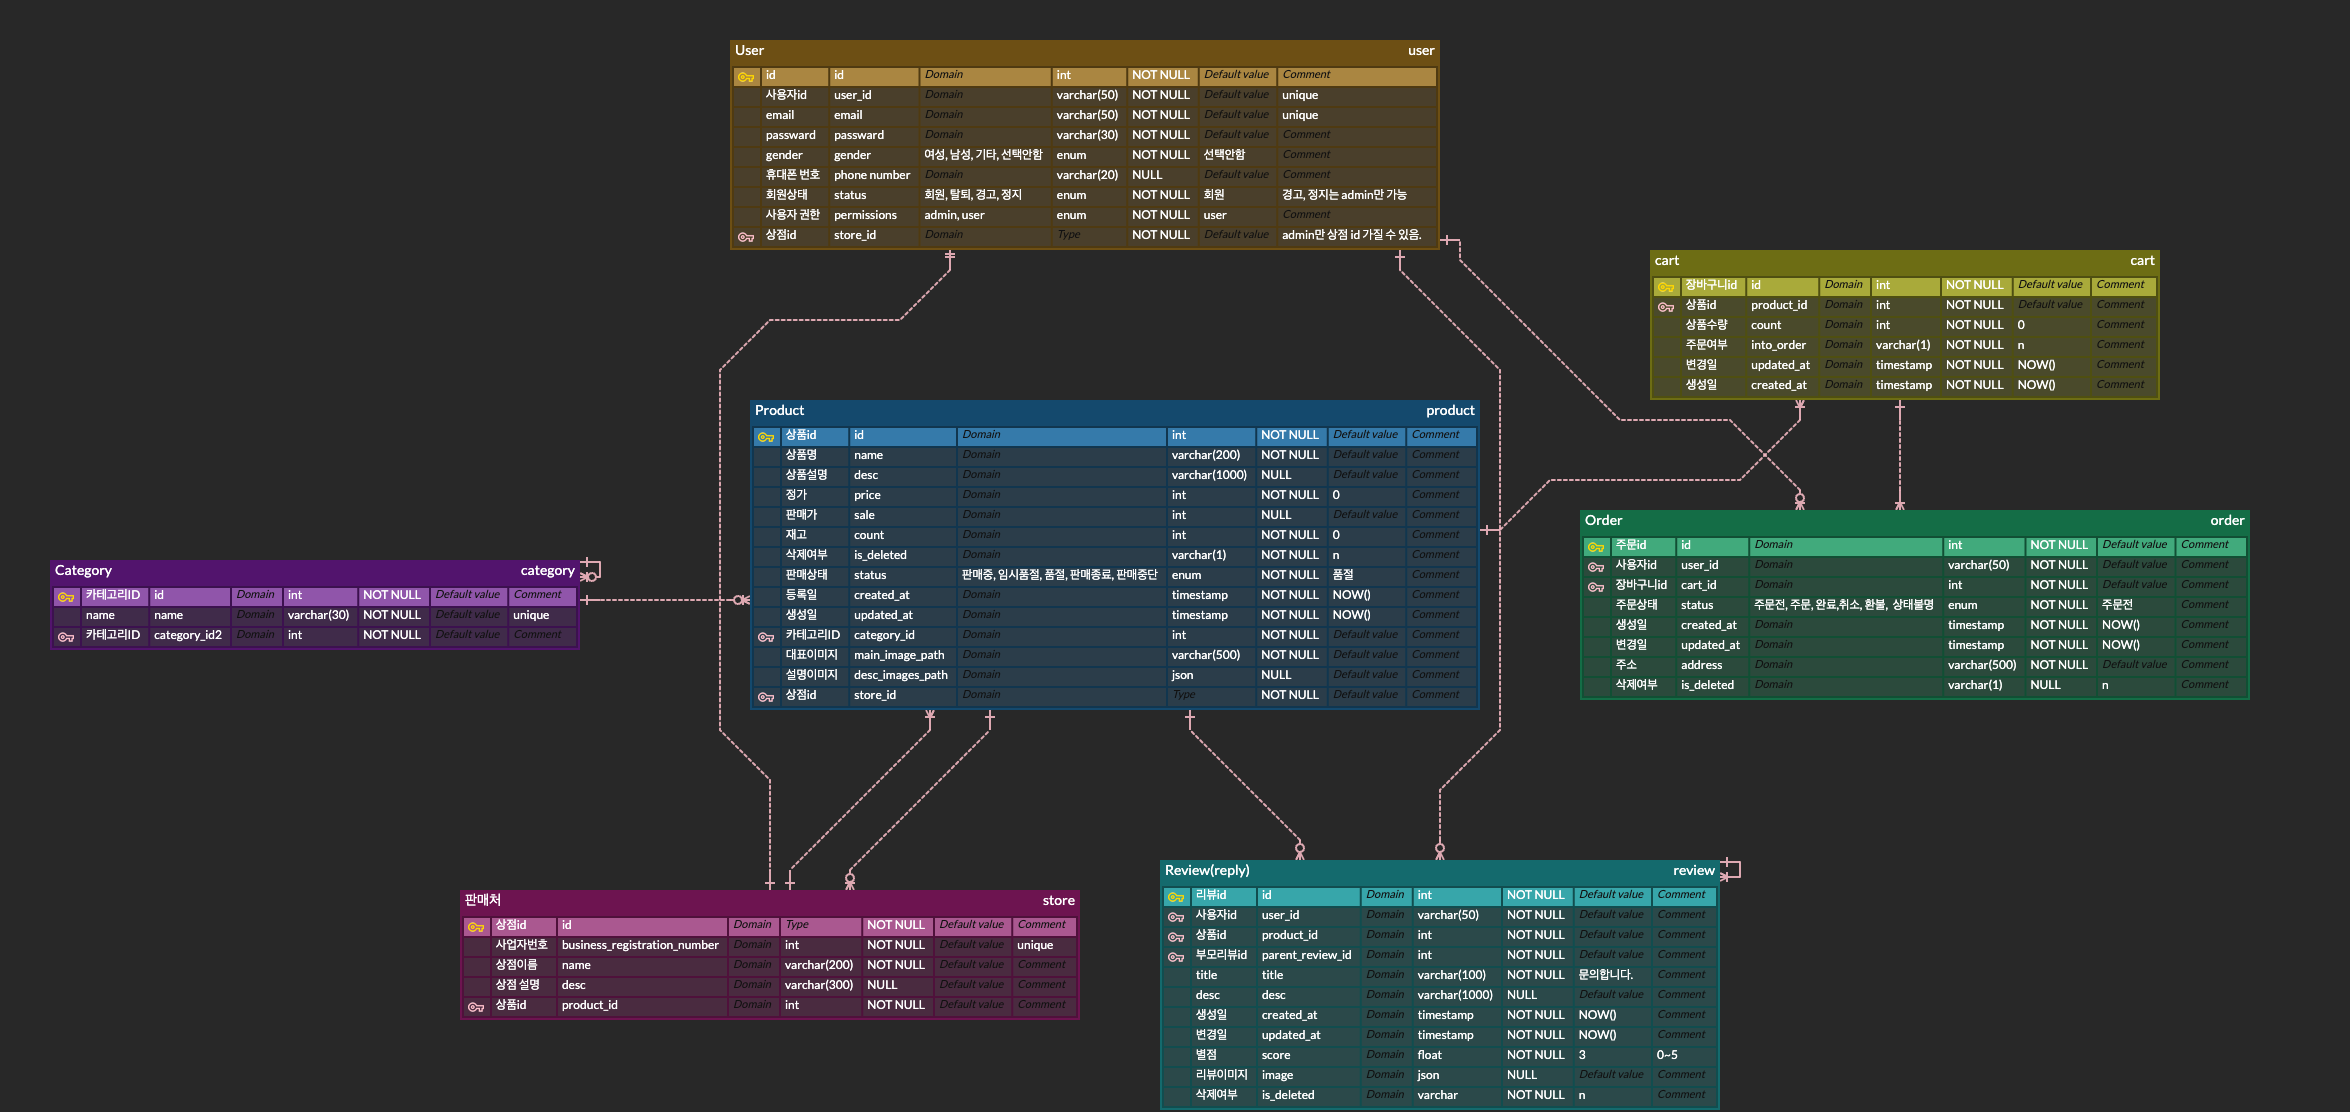 User user
id id Domain int NOT NULL Default value Comment
사용자id user_id Domain varchar(50) NOT NULL Default value unique
email email Domain varchar(50) NOT NULL Default value unique
passward passward Domain varchar(30) NOT NULL Default value Comment
gender gender 여성, 남성, 기타, 선택안함 enum NOT NULL 선택안함 Comment
휴대폰 번호 phone number Domain varchar(20) NULL Default value Comment
회원상태 status 회원, 탈퇴, 경고, 정지 enum NOT NULL 회원 경고, 정지는 admin만 가능
사용자 권한 permissions admin, user enum NOT NULL user Comment
상점id store_id Domain Type NOT NULL Default value admin만 상점 id 가질 수 있음.
cart cart
장바구니id id Domain int NOT NULL Default value Comment
상품id product_id Domain int NOT NULL Default value Comment
상품수량 count Domain int NOT NULL 0 Comment
주문여부 into_order Domain varchar(1) NOT NULL n Comment
변경일 updated_at Domain timestamp NOT NULL NOW() Comment
생성일 created_at Domain timestamp NOT NULL NOW() Comment
Product product
상품id id Domain int NOT NULL Default value Comment
상품명 name Domain varchar(200) NOT NULL Default value Comment
상품설명 desc Domain varchar(1000) NULL Default value Comment
정가 price Domain int NOT NULL 0 Comment
판매가 sale Domain int NULL Default value Comment
재고 count Domain int NOT NULL 0 Comment
삭제여부 is_deleted Domain varchar(1) NOT NULL n Comment
판매상태 status 판매중, 임시품절, 품절, 판매종료, 판매중단 enum NOT NULL 품절 Comment
등록일 created_at Domain timestamp NOT NULL NOW() Comment
생성일 updated_at Domain timestamp NOT NULL NOW() Comment
카테고리ID category_id Domain int NOT NULL Default value Comment
대표이미지 main_image_path Domain varchar(500) NOT NULL Default value Comment
설명이미지 desc_images_path Domain json NULL Default value Comment
상점id store_id Domain Type NOT NULL Default value Comment
Order order
주문id id Domain int NOT NULL Default value Comment
사용자id user_id Domain varchar(50) NOT NULL Default value Comment
장바구니id cart_id Domain int NOT NULL Default value Comment
주문상태 status 주문전, 주문, 완료,취소, 환불, 상태불명 enum NOT NULL 주문전 Comment
생성일 created_at Domain timestamp NOT NULL NOW() Comment
변경일 updated_at Domain timestamp NOT NULL NOW() Comment
주소 address Domain varchar(500) NOT NULL Default value Comment
삭제여부 is_deleted Domain varchar(1) NULL n Comment
Category category
카테고리ID id Domain int NOT NULL Default value Comment
name name Domain varchar(30) NOT NULL Default value unique
카테고리ID category_id2 Domain int NOT NULL Default value Comment
판매처 store
상점id id Domain Type NOT NULL Default value Comment
사업자번호 business_registration_number Domain int NOT NULL Default value unique
상점이름 name Domain varchar(200) NOT NULL Default value Comment
상점 설명 desc Domain varchar(300) NULL Default value Comment
상품id product_id Domain int NOT NULL Default value Comment
Review(reply) review
리뷰id id Domain int NOT NULL Default value Comment
사용자id user_id Domain varchar(50) NOT NULL Default value Comment
상품id product_id Domain int NOT NULL Default value Comment
부모리뷰id parent_review_id Domain int NOT NULL Default value Comment
title title Domain varchar(100) NOT NULL 문의합니다. Comment
desc desc Domain varchar(1000) NULL Default value Comment
생성일 created_at Domain timestamp NOT NULL NOW() Comment
변경일 updated_at Domain timestamp NOT NULL NOW() Comment
별점 score Domain float NOT NULL 3 0~5
리뷰이미지 image Domain json NULL Default value Comment
삭제여부 is_deleted Domain varchar NOT NULL n Comment